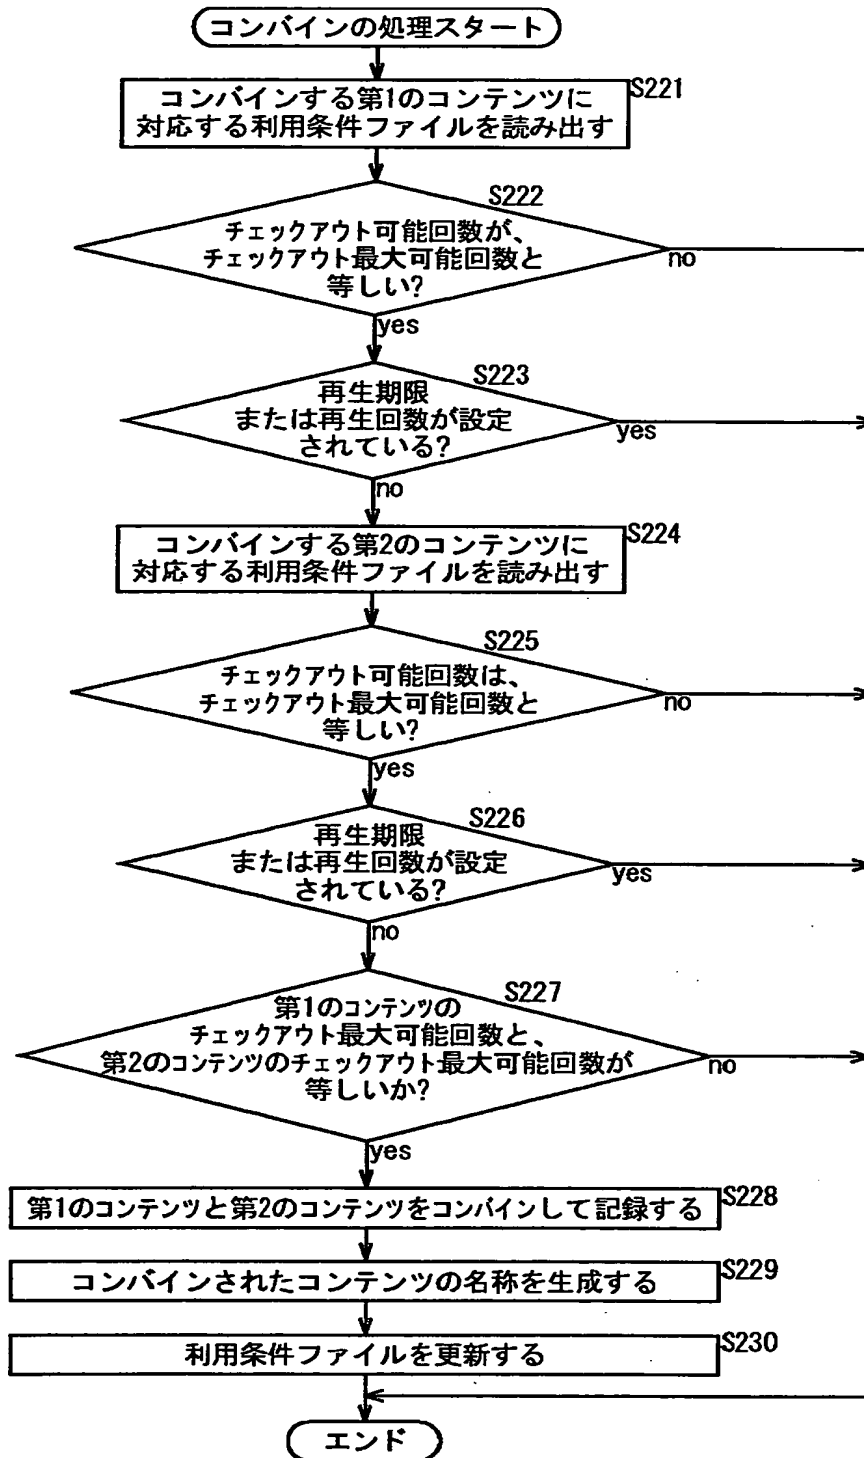 コンバインの処理スタート
S221
コンバインする第1のコンテンツに
対応する利用条件ファイルを読み出す
S222
チェックアウト可能回数が、
チェックアウト最大可能回数と
等しい?
no
yes
S223
再生期限
または再生回数が設定
されている?
yes
no
S224
コンバインする第2のコンテンツに
対応する利用条件ファイルを読み出す
S225
チェックアウト可能回数は、
チェックアウト最大可能回数と
等しい?
no
yes
S226
再生期限
または再生回数が設定
されている?
yes
no
S227
第1のコンテンツの
チェックアウト最大可能回数と、
第2のコンテンツのチェックアウト最大可能回数が
等しいか?
no
yes
第1のコンテンツと第2のコンテンツをコンバインして記録する
S228
コンバインされたコンテンツの名称を生成する
S229
利用条件ファイルを更新する
S230
エンド